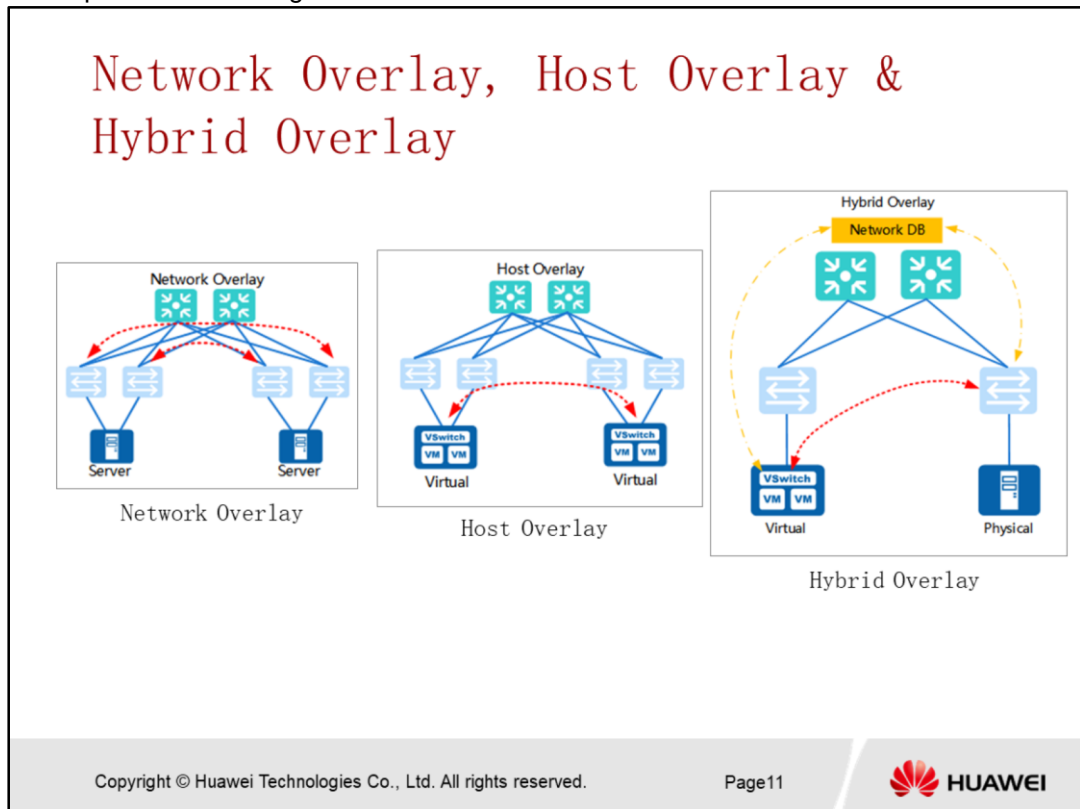 Network Overlay, Host Overlay &
Hybrid Overlay
Network Overlay
Server
Server
Network Overlay
Host Overlay
VSwitch
VM VM
Virtual
VSwitch
VM VM
Virtual
Host Overlay
Hybrid Overlay
Network DB
VSwitch
VM VM
Virtual
Physical
Hybrid Overlay
Copyright © Huawei Technologies Co., Ltd. All rights reserved.
Page11
HUAWEI